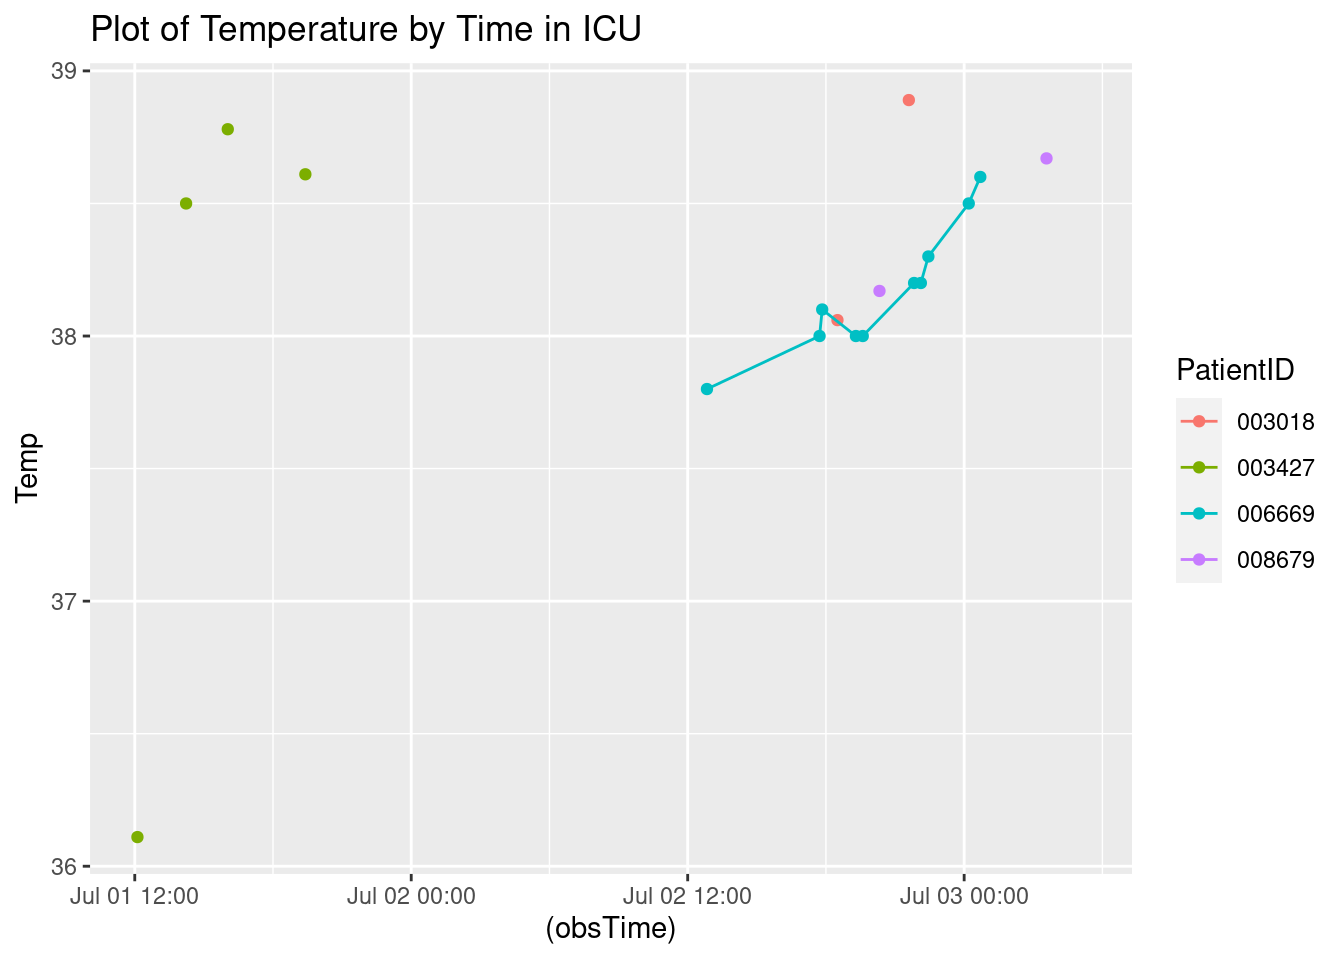 Plot of Temperature by Time in ICU
39
38
37
36
Temp
Jul 01 12:00
Jul 02 00:00
Jul 02 12:00
Jul 03 00:00
(obsTime)
PatientID
003018
003427
006669
008679